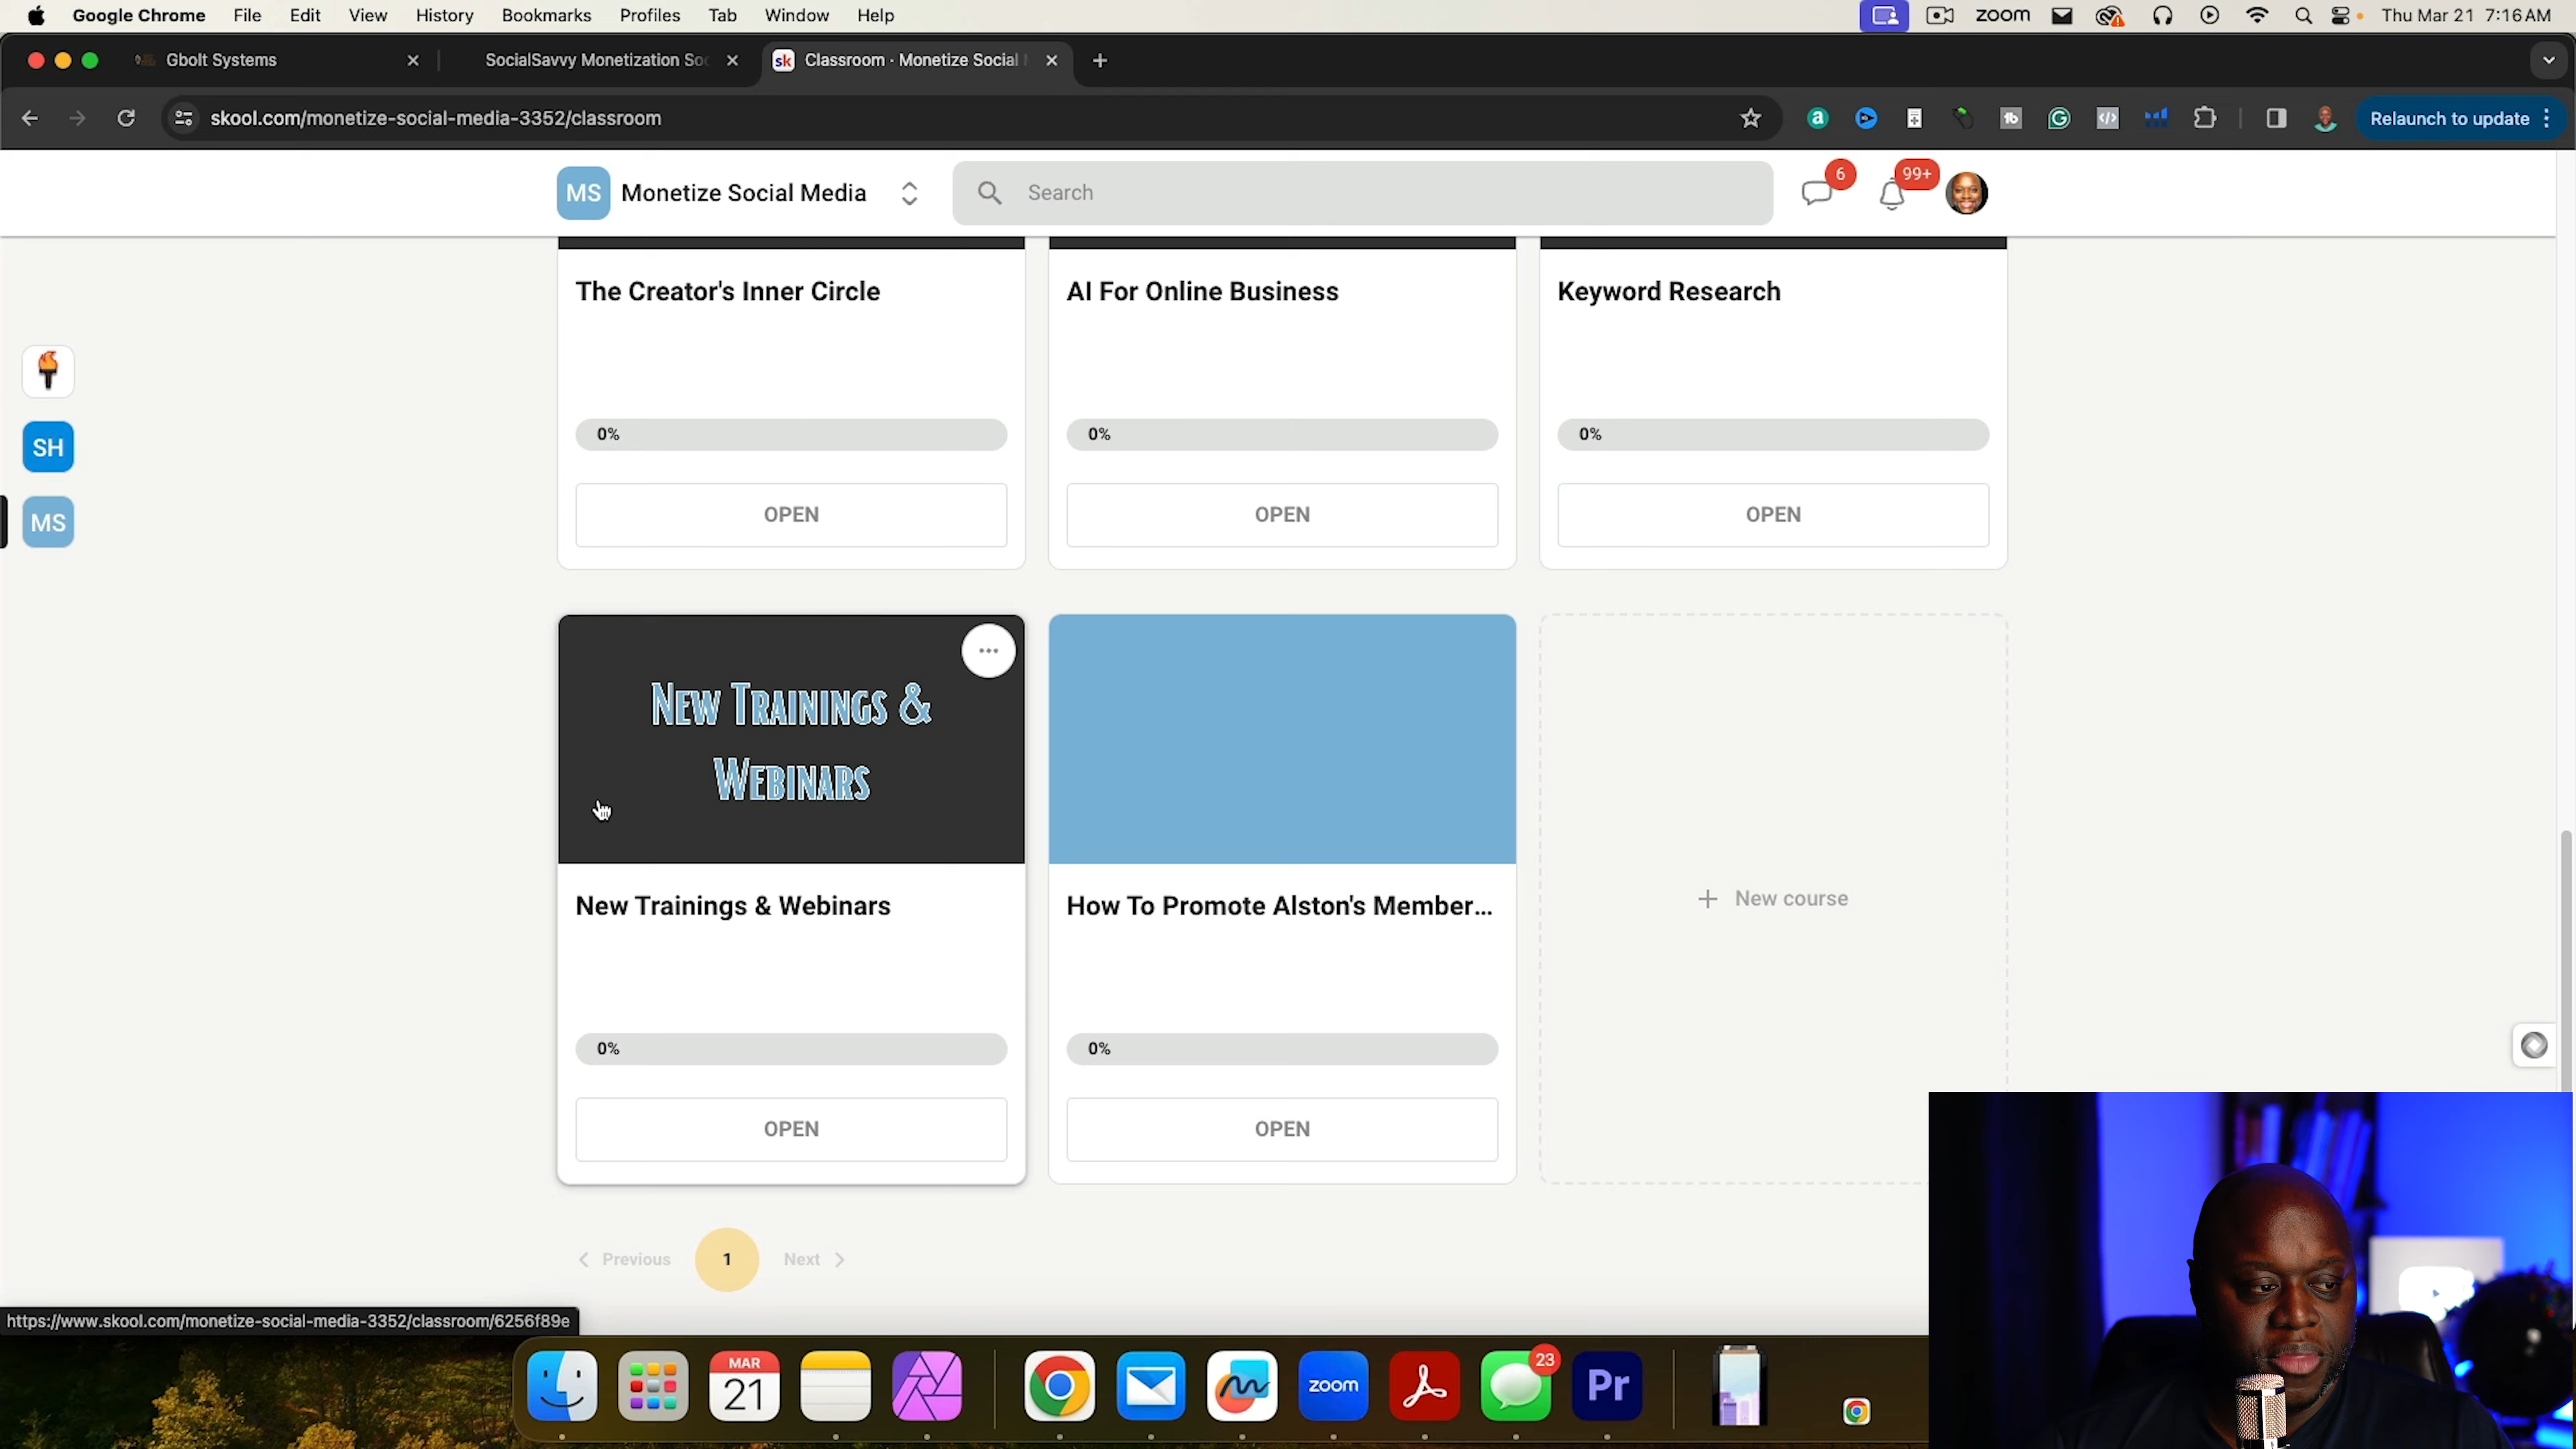 Google Chrome File Edit View History Bookmarks Profiles Tab Window Help zoom Thu Mar 21 7:16 AM
Gbolt Systems SocialSavvy Monetization So Classroom · Monetize Social
skool.com/monetize-social-media-3352/classroom Relaunch to update
MS Monetize Social Media Search 6 99+
The Creator's Inner Circle AI For Online Business Keyword Research
0% 0% 0%
OPEN OPEN OPEN
SH
MS
New Trainings &
Webinars
New Trainings & Webinars How To Promote Alston's Member...
+ New course
0% 0%
OPEN OPEN
Previous 1 Next
https://www.skool.com/monetize-social-media-3352/classroom/6256f89e
MAR
21
zoom
23
Pr